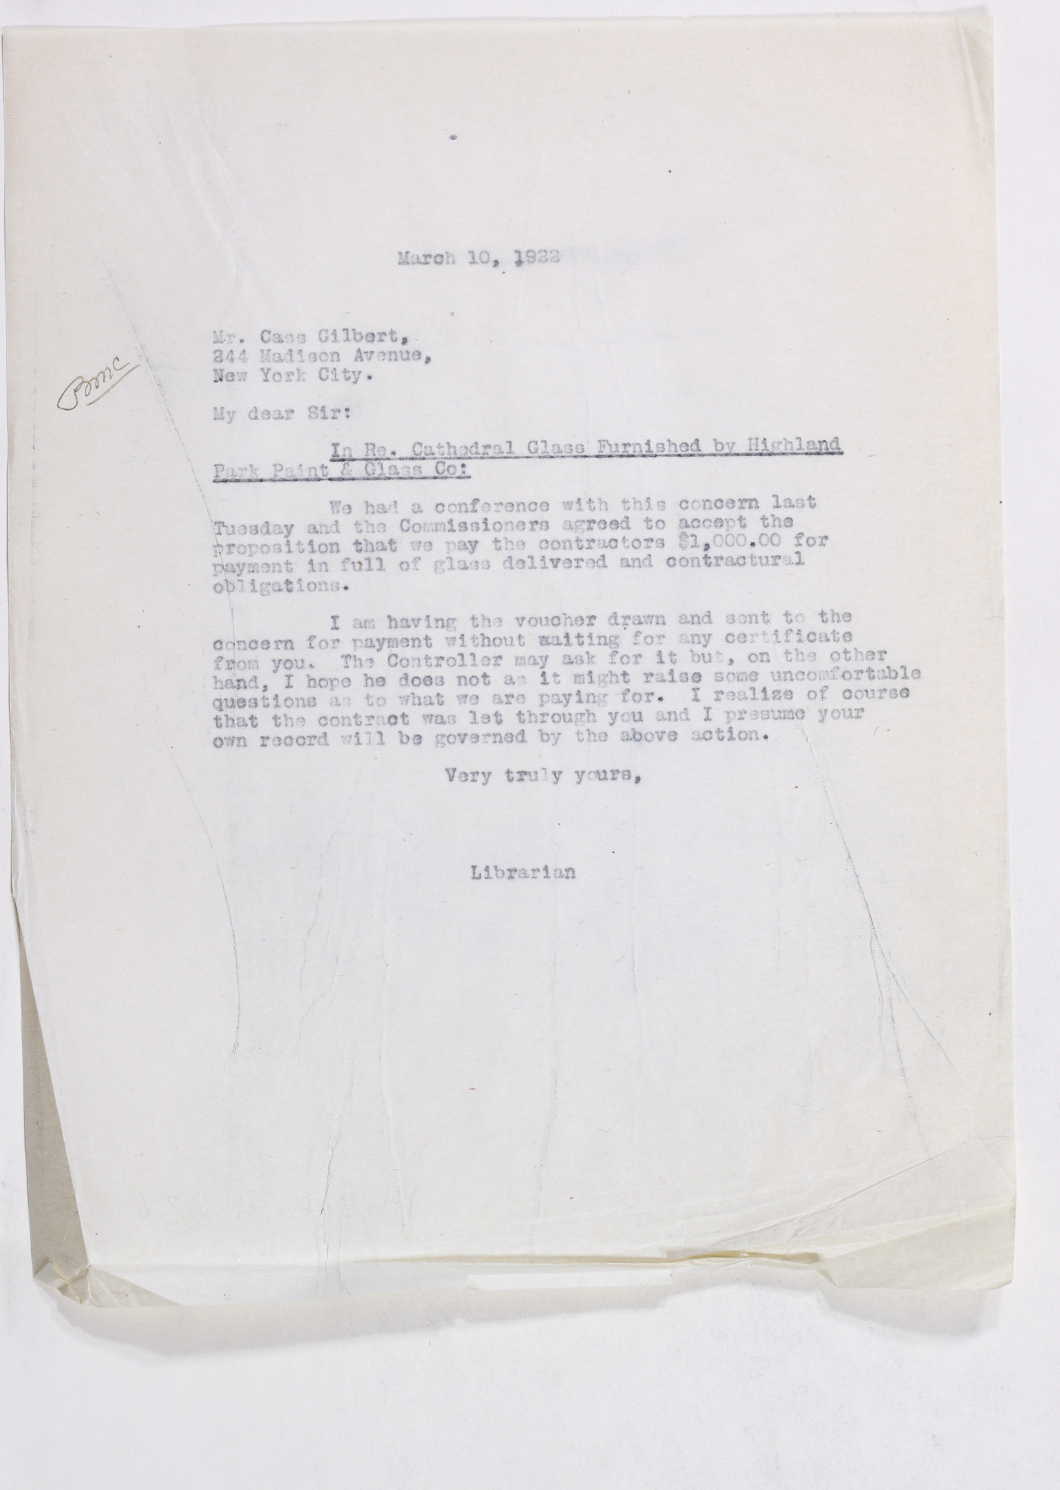 March 10, 1922
Mr. Cass Gilbert,
244 Madison Avenue,
New York City.
BMC
My dear Sir:
In Re. Cathedral Glass Furnished by Highland
Park Paint & Glass Co:
We had a conference with this concern last
Tuesday and the Commissioners agreed to accept the
proposition that we pay the contractors $1,000.00 for
payment in full of glass delivered and contractural
obligations.
I am having the voucher drawn and sent to the
concern for payment without waiting for any certificate
from you. The Controller may ask for it but, on the other
hand, I hope he does not as it might raise some uncomfortable
questions as to what we are paying for. I realize of course
that the contract was let through you and I presume your
own record will be governed by the above action.
Very truly yours,
Librarian